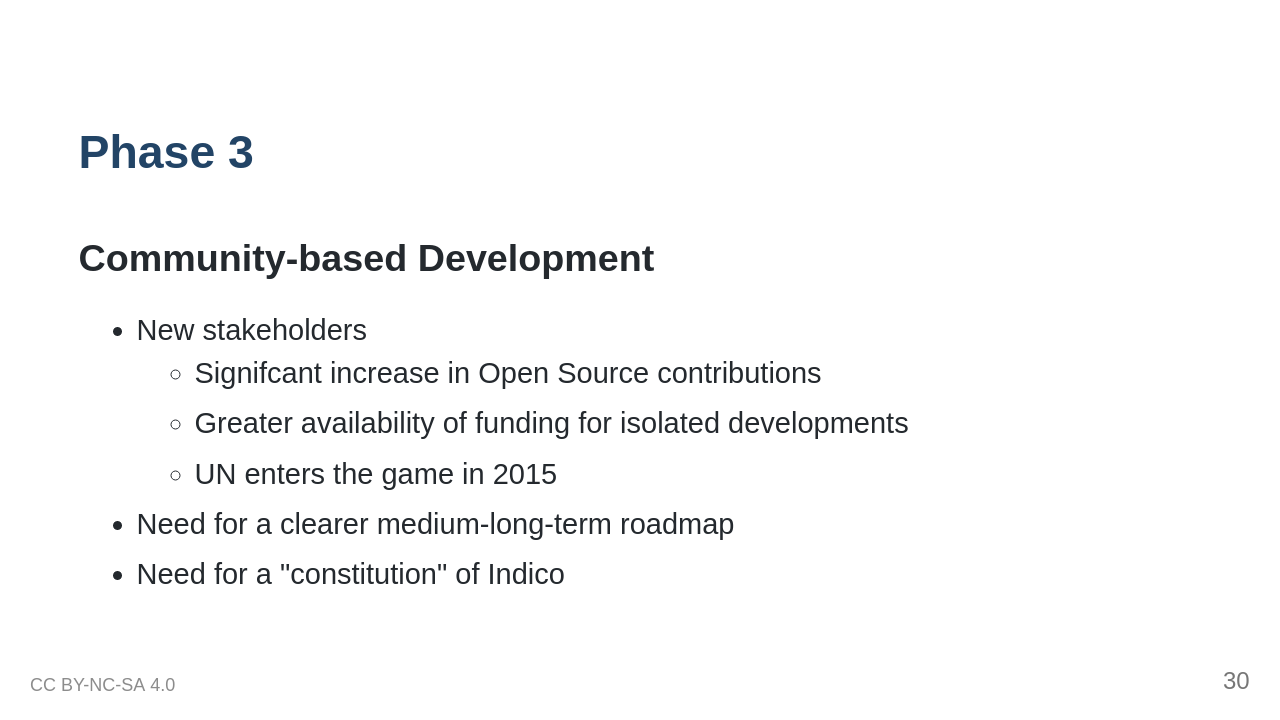 Phase 3
Community-based Development
New stakeholders
Signifcant increase in Open Source contributions
Greater availability of funding for isolated developments
UN enters the game in 2015
Need for a clearer medium-long-term roadmap
Need for a "constitution" of Indico
CC BY-NC-SA 4.0
30